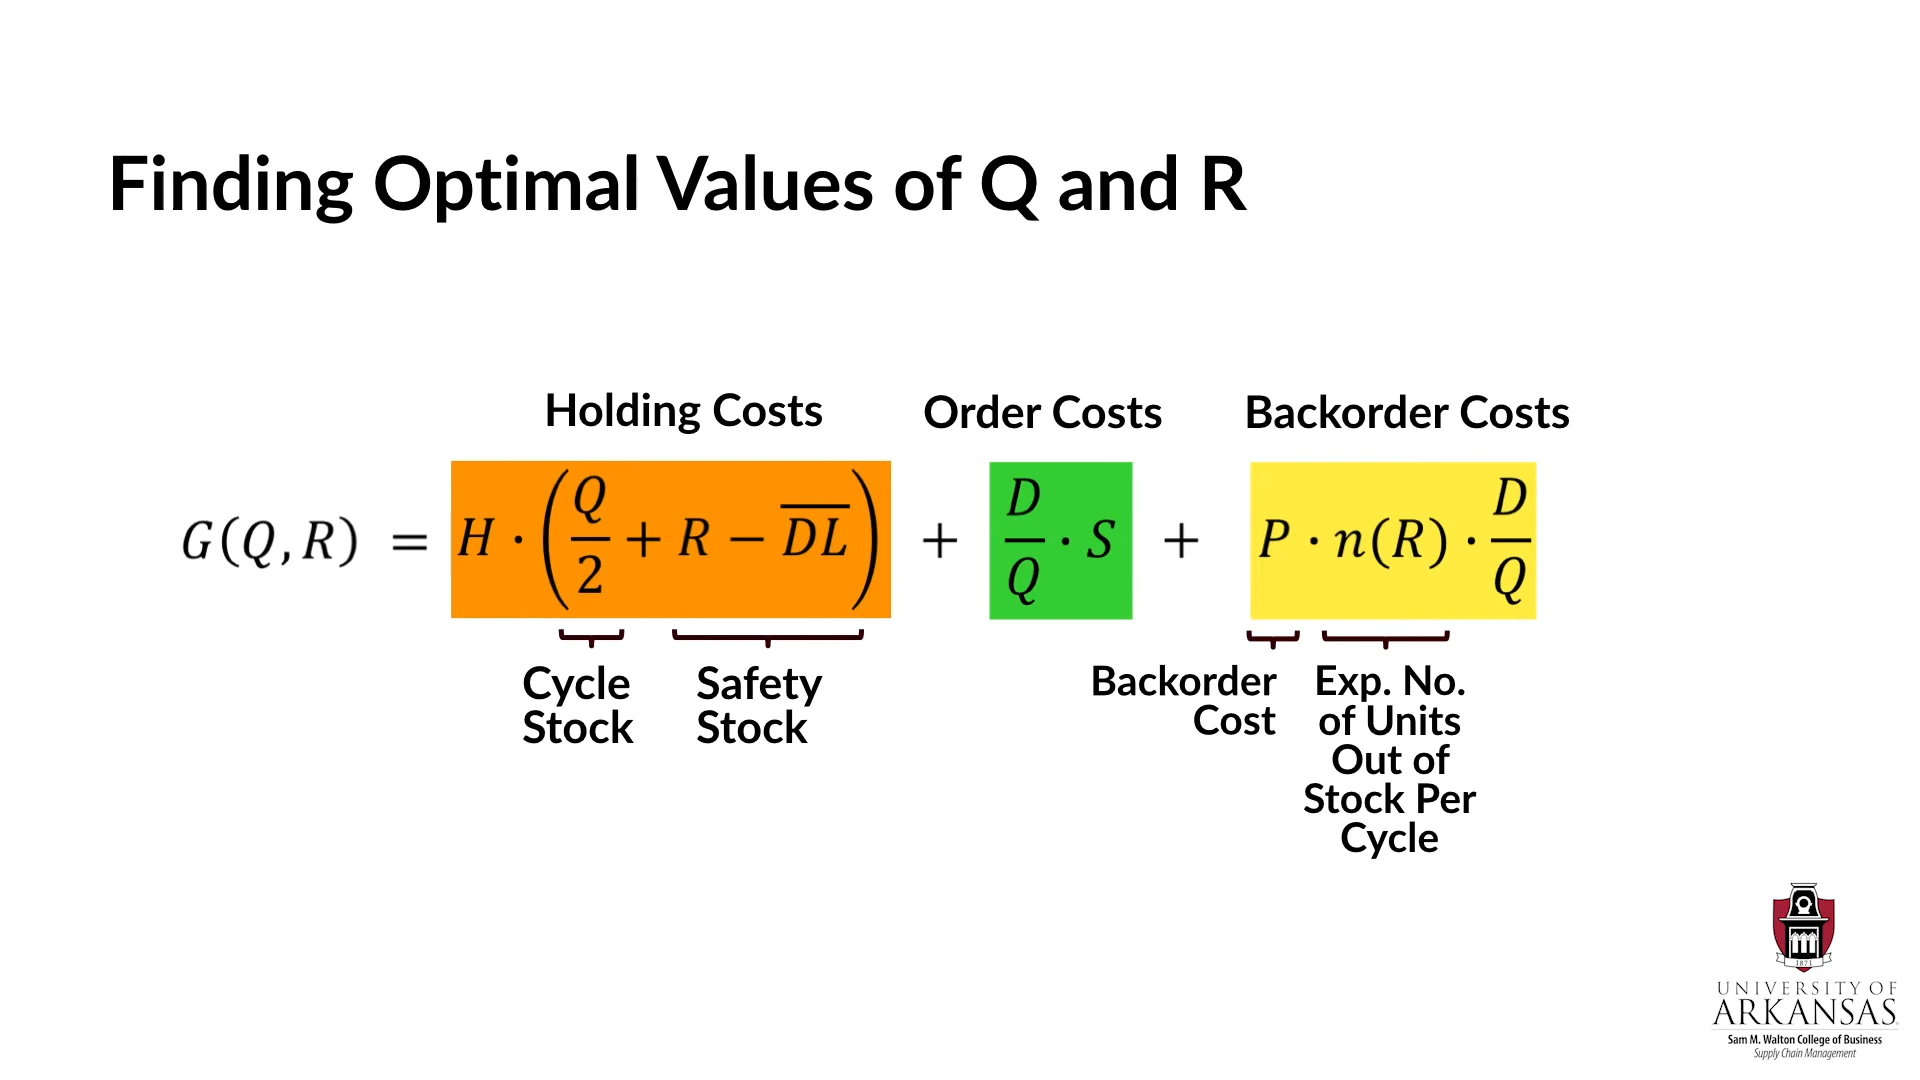 Finding Optimal Values of Q and R
Holding Costs
Order Costs
Backorder Costs
G(Q,R) = H · (Q/2 + R − D̅L̅) + D/Q · S + P · n(R) · D/Q
Cycle
Stock
Safety
Stock
Backorder
Cost
Exp. No.
of Units
Out of
Stock Per
Cycle
1871
UNIVERSITY OF
ARKANSAS
Sam M. Walton College of Business
Supply Chain Management